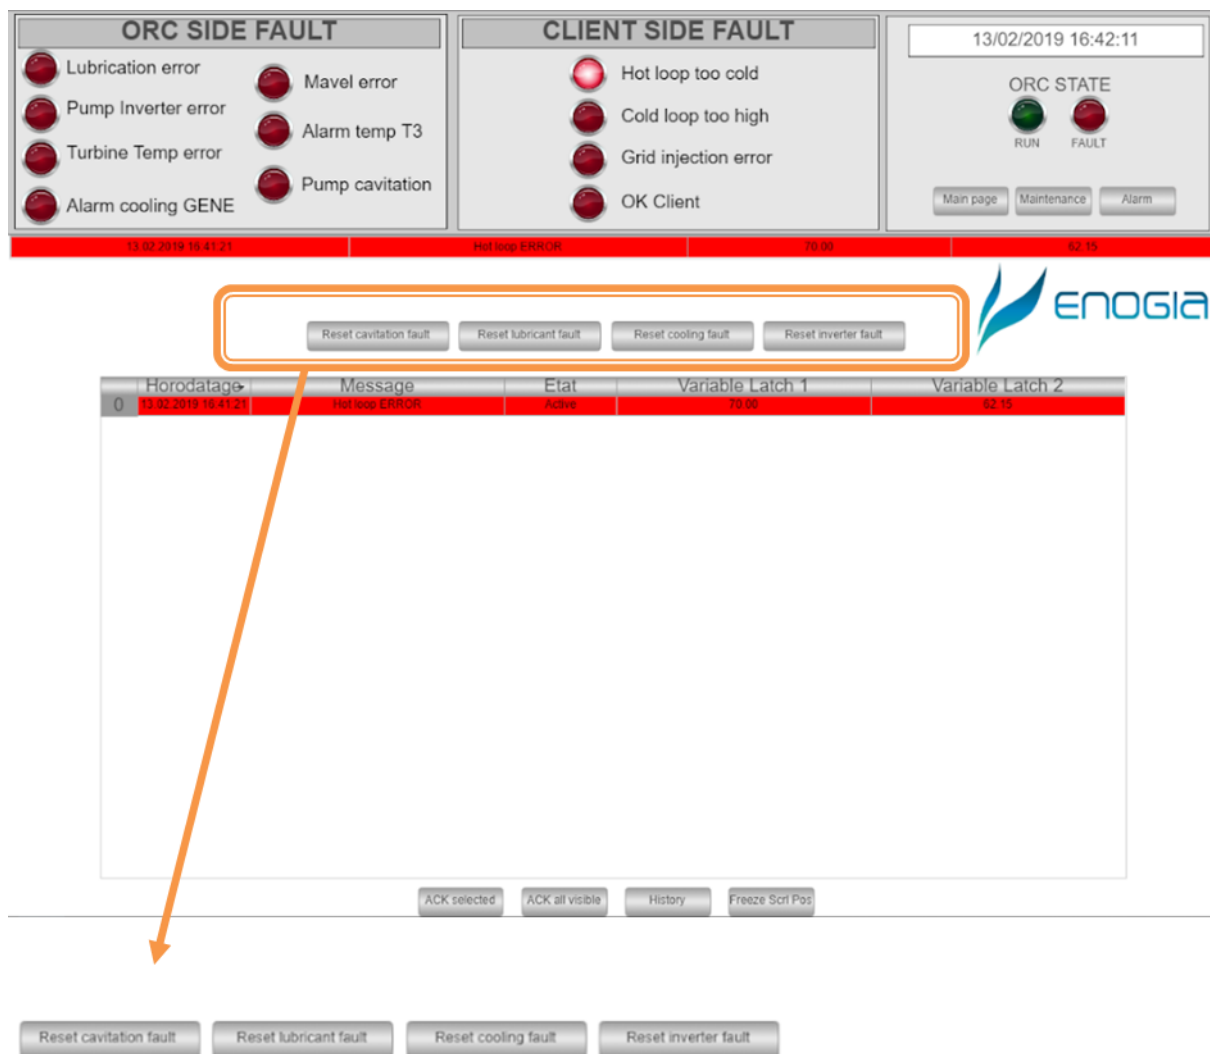 ORC SIDE FAULT
Lubrication error
Pump Inverter error
Turbine Temp error
Alarm cooling GENE
Mavel error
Alarm temp T3
Pump cavitation
CLIENT SIDE FAULT
Hot loop too cold
Cold loop too high
Grid injection error
OK Client
13/02/2019 16:42:11
ORC STATE
RUN FAULT
Main page Maintenance Alarm
13.02.2019 16:41:21 Hot loop ERROR 70.00 62.15
ENOGIA
Reset cavitation fault Reset lubricant fault Reset cooling fault Reset inverter fault
Horodatage Message Etat Variable Latch 1 Variable Latch 2
0 13.02.2019 16:41:21 Hot loop ERROR Active 70.00 62.15
ACK selected ACK all visible History Freeze Scrl Pos
Reset cavitation fault Reset lubricant fault Reset cooling fault Reset inverter fault